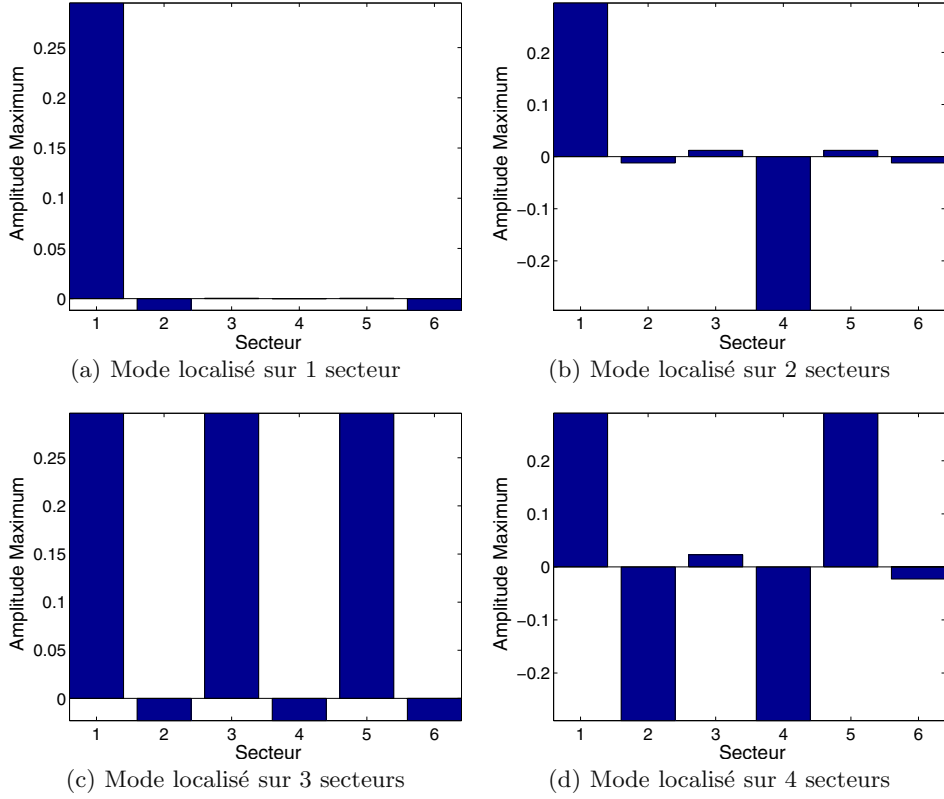 Amplitude Maximum
0.25
0.2
0.15
0.1
0.05
0
1 2 3 4 5 6
Secteur
(a) Mode localisé sur 1 secteur
Amplitude Maximum
0.2
0.1
0
−0.1
−0.2
1 2 3 4 5 6
Secteur
(b) Mode localisé sur 2 secteurs
Amplitude Maximum
0.25
0.2
0.15
0.1
0.05
0
1 2 3 4 5 6
Secteur
(c) Mode localisé sur 3 secteurs
Amplitude Maximum
0.2
0.1
0
−0.1
−0.2
1 2 3 4 5 6
Secteur
(d) Mode localisé sur 4 secteurs